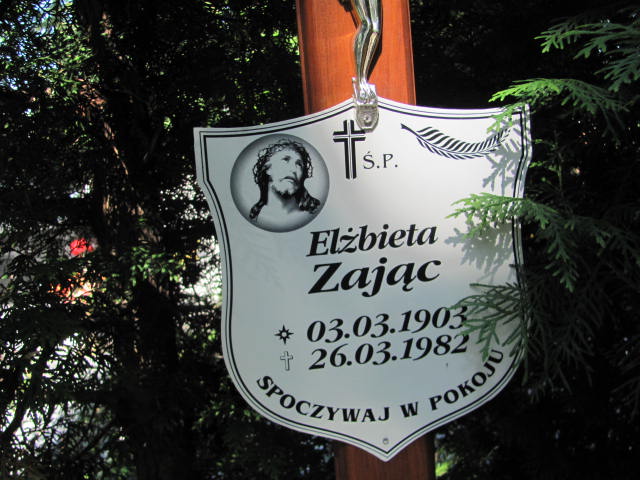 Ś.P.
Elżbieta
Zając
03.03.1903
26.03.1982
SPOCZYWAJ W POKOJU